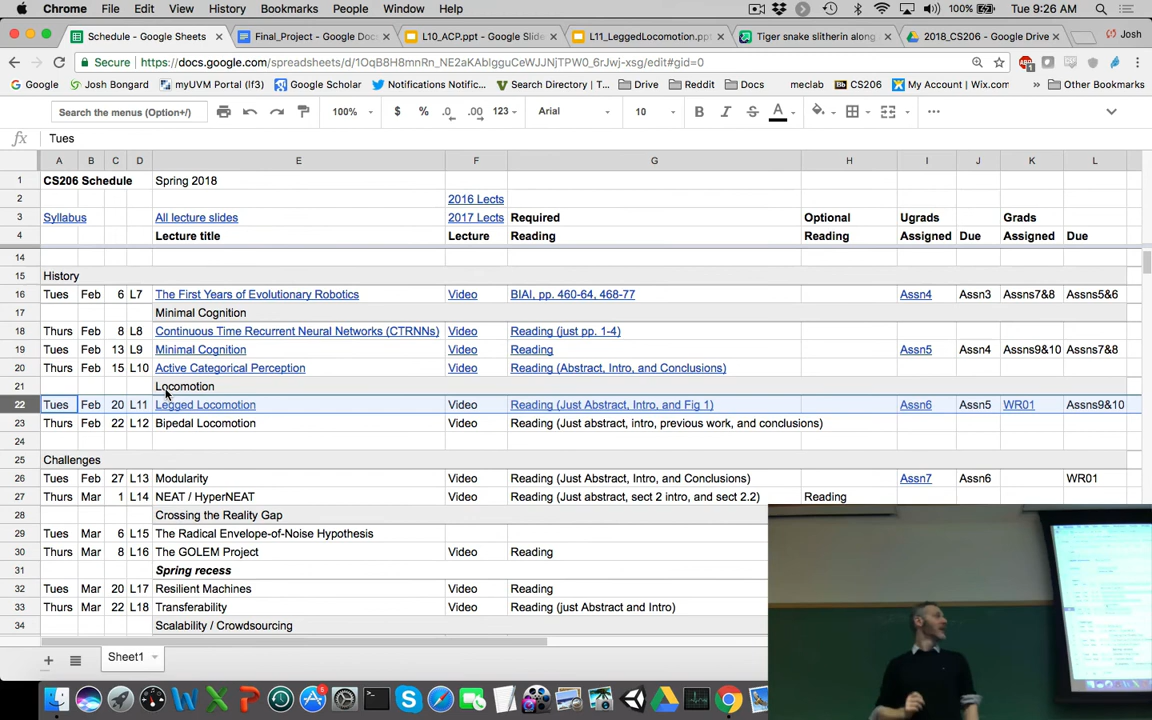 Chrome File Edit View History Bookmarks People Window Help 100% Tue 9:26 AM
Schedule - Google Sheets Final_Project - Google Doc L10_ACP.ppt - Google Slide L11_LeggedLocomotion.ppt Tiger snake slitherin along 2018_CS206 - Google Drive Josh
Secure https://docs.google.com/spreadsheets/d/1OqB8H8mnRn_NE2aKAblgguCeWJJNjTPW0_6rJwj-xsg/edit#gid=0
Google Josh Bongard myUVM Portal (lf3) Google Scholar Notifications Notific... Search Directory | T... Drive Reddit Docs meclab CS206 My Account | Wix.com Other Bookmarks
Search the menus (Option+/) 100% $ % .0 .00 123 Arial 10 B I S A
fx Tues
A B C D E F G H I J K L
1 CS206 Schedule Spring 2018
2 2016 Lects
3 Syllabus All lecture slides 2017 Lects Required Optional Ugrads Grads
4 Lecture title Lecture Reading Reading Assigned Due Assigned Due
14
15 History
16 Tues Feb 6 L7 The First Years of Evolutionary Robotics Video BIAI, pp. 460-64, 468-77 Assn4 Assn3 Assns7&8 Assns5&6
17 Minimal Cognition
18 Thurs Feb 8 L8 Continuous Time Recurrent Neural Networks (CTRNNs) Video Reading (just pp. 1-4)
19 Tues Feb 13 L9 Minimal Cognition Video Reading Assn5 Assn4 Assns9&10 Assns7&8
20 Thurs Feb 15 L10 Active Categorical Perception Video Reading (Abstract, Intro, and Conclusions)
21 Locomotion
22 Tues Feb 20 L11 Legged Locomotion Video Reading (Just Abstract, Intro, and Fig 1) Assn6 Assn5 WR01 Assns9&10
23 Thurs Feb 22 L12 Bipedal Locomotion Video Reading (Just abstract, intro, previous work, and conclusions)
24
25 Challenges
26 Tues Feb 27 L13 Modularity Video Reading (Just Abstract, Intro, and Conclusions) Assn7 Assn6 WR01
27 Thurs Mar 1 L14 NEAT / HyperNEAT Video Reading (Just abstract, sect 2 intro, and sect 2.2) Reading
28 Crossing the Reality Gap
29 Tues Mar 6 L15 The Radical Envelope-of-Noise Hypothesis
30 Thurs Mar 8 L16 The GOLEM Project Video Reading
31 Spring recess
32 Tues Mar 20 L17 Resilient Machines Video Reading
33 Thurs Mar 22 L18 Transferability Video Reading (just Abstract and Intro)
34 Scalability / Crowdsourcing
Sheet1